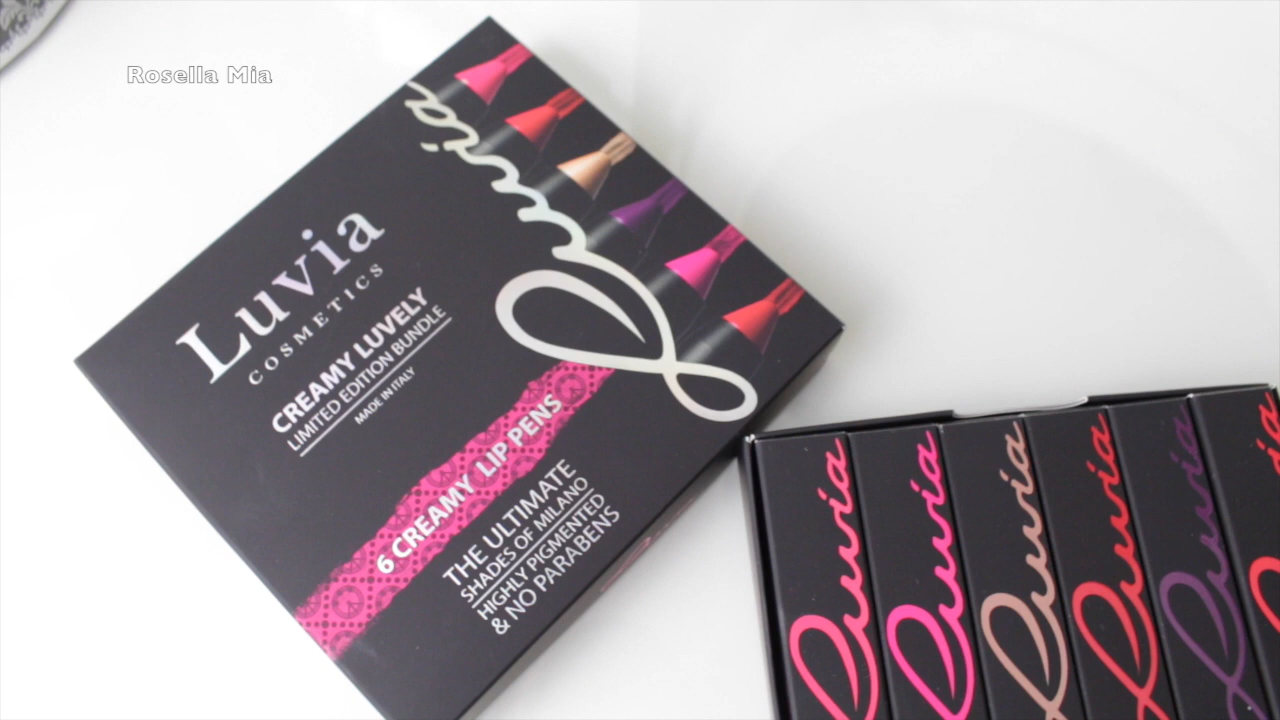 Rosella Mia
Luvia
COSMETICS
CREAMY LUVELY
LIMITED EDITION BUNDLE
MADE IN ITALY
6 CREAMY LIP PENS
THE ULTIMATE
SHADES OF MILANO
HIGHLY PIGMENTED
& NO PARABENS
Luvia
Luvia
Luvia
Luvia
Luvia
Luvia